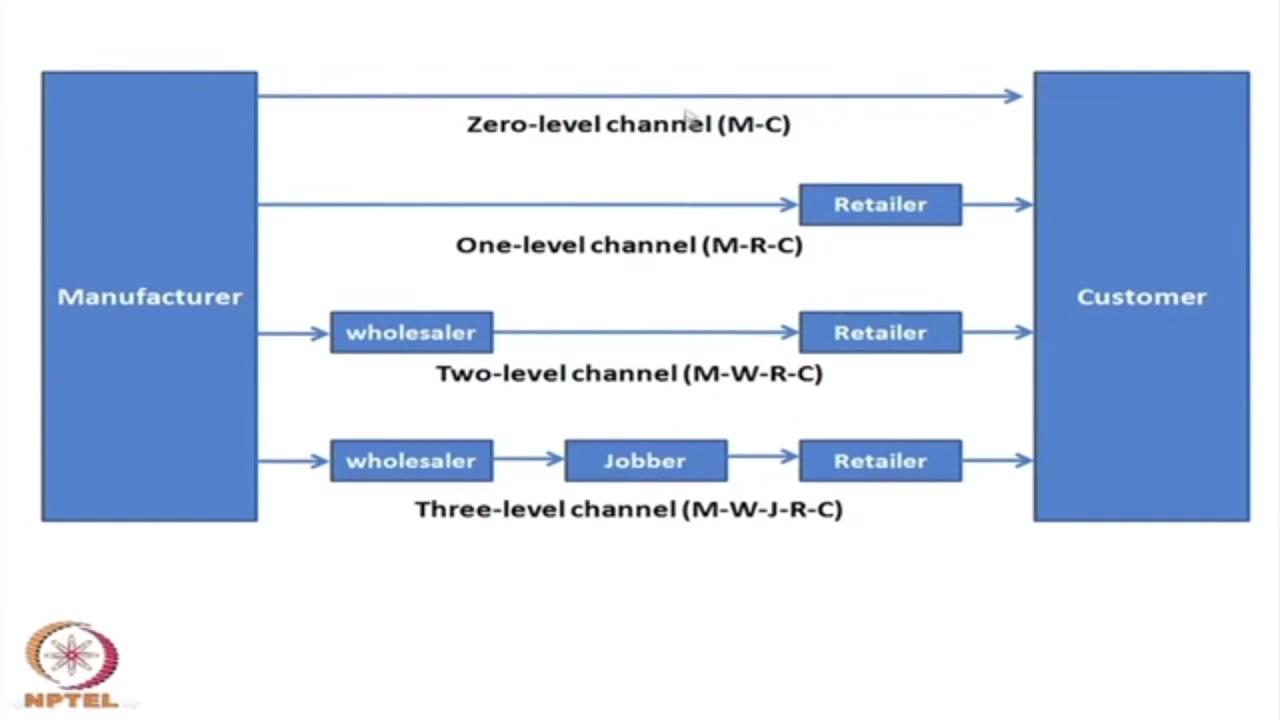 Zero-level channel (M-C)
Retailer
One-level channel (M-R-C)
Manufacturer
Customer
wholesaler
Retailer
Two-level channel (M-W-R-C)
wholesaler
Jobber
Retailer
Three-level channel (M-W-J-R-C)
NPTEL